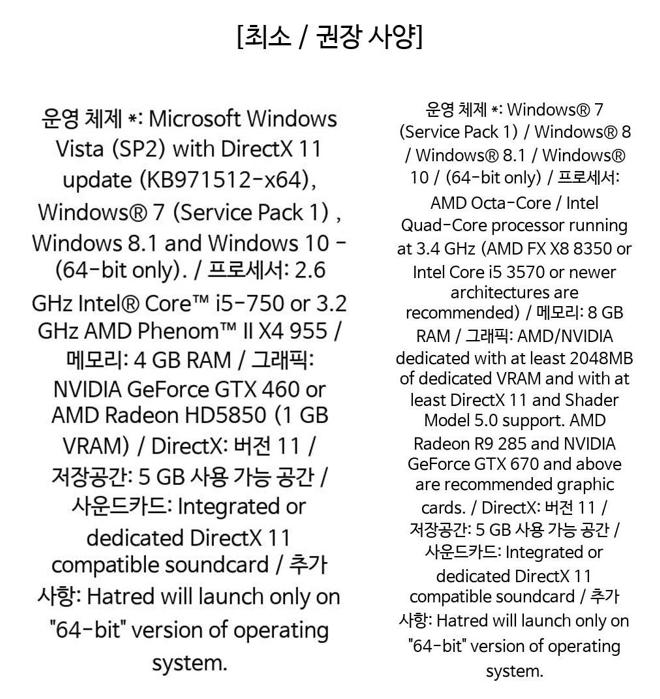 [최소 / 권장 사양]
운영 체제 *: Microsoft Windows
Vista (SP2) with DirectX 11
update (KB971512-x64),
Windows® 7 (Service Pack 1) ,
Windows 8.1 and Windows 10 -
(64-bit only). / 프로세서: 2.6
GHz Intel® Core™ i5-750 or 3.2
GHz AMD Phenom™ II X4 955 /
메모리: 4 GB RAM / 그래픽:
NVIDIA GeForce GTX 460 or
AMD Radeon HD5850 (1 GB
VRAM) / DirectX: 버전 11 /
저장공간: 5 GB 사용 가능 공간 /
사운드카드: Integrated or
dedicated DirectX 11
compatible soundcard / 추가
사항: Hatred will launch only on
"64-bit" version of operating
system.
운영 체제 *: Windows® 7
(Service Pack 1) / Windows® 8
/ Windows® 8.1 / Windows®
10 / (64-bit only) / 프로세서:
AMD Octa-Core / Intel
Quad-Core processor running
at 3.4 GHz (AMD FX X8 8350 or
Intel Core i5 3570 or newer
architectures are
recommended) / 메모리: 8 GB
RAM / 그래픽: AMD/NVIDIA
dedicated with at least 2048MB
of dedicated VRAM and with at
least DirectX 11 and Shader
Model 5.0 support. AMD
Radeon R9 285 and NVIDIA
GeForce GTX 670 and above
are recommended graphic
cards. / DirectX: 버전 11 /
저장공간: 5 GB 사용 가능 공간 /
사운드카드: Integrated or
dedicated DirectX 11
compatible soundcard / 추가
사항: Hatred will launch only on
"64-bit" version of operating
system.